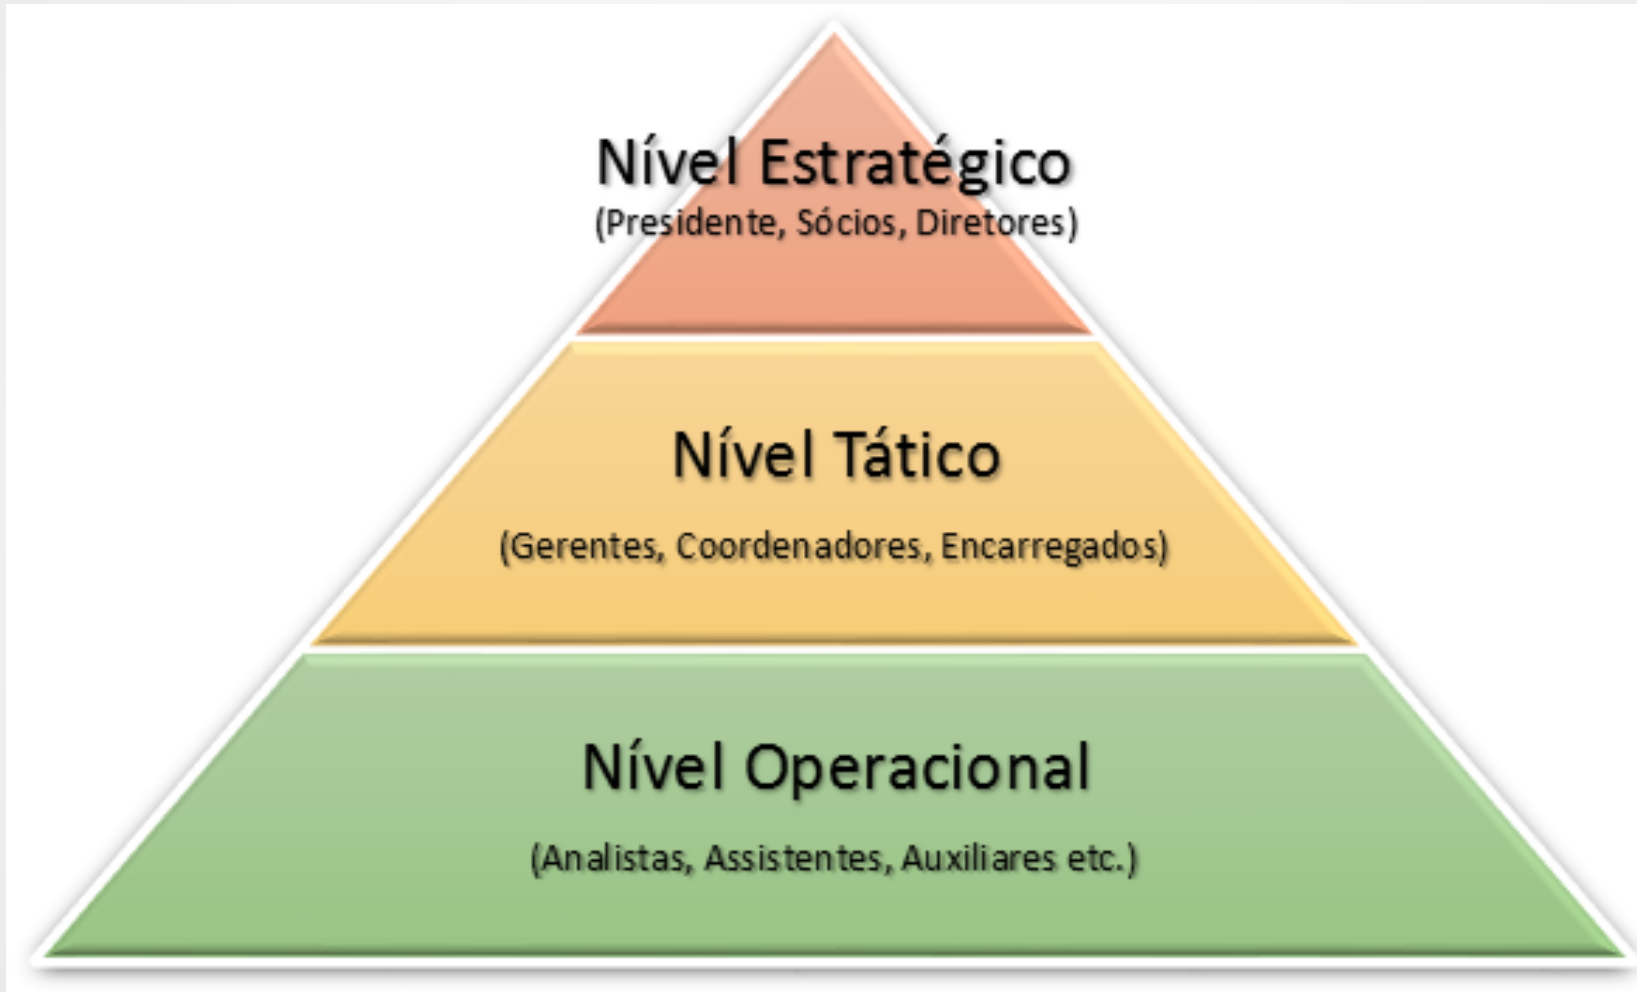 Nível Estratégico
(Presidente, Sócios, Diretores)
Nível Tático
(Gerentes, Coordenadores, Encarregados)
Nível Operacional
(Analistas, Assistentes, Auxiliares etc.)